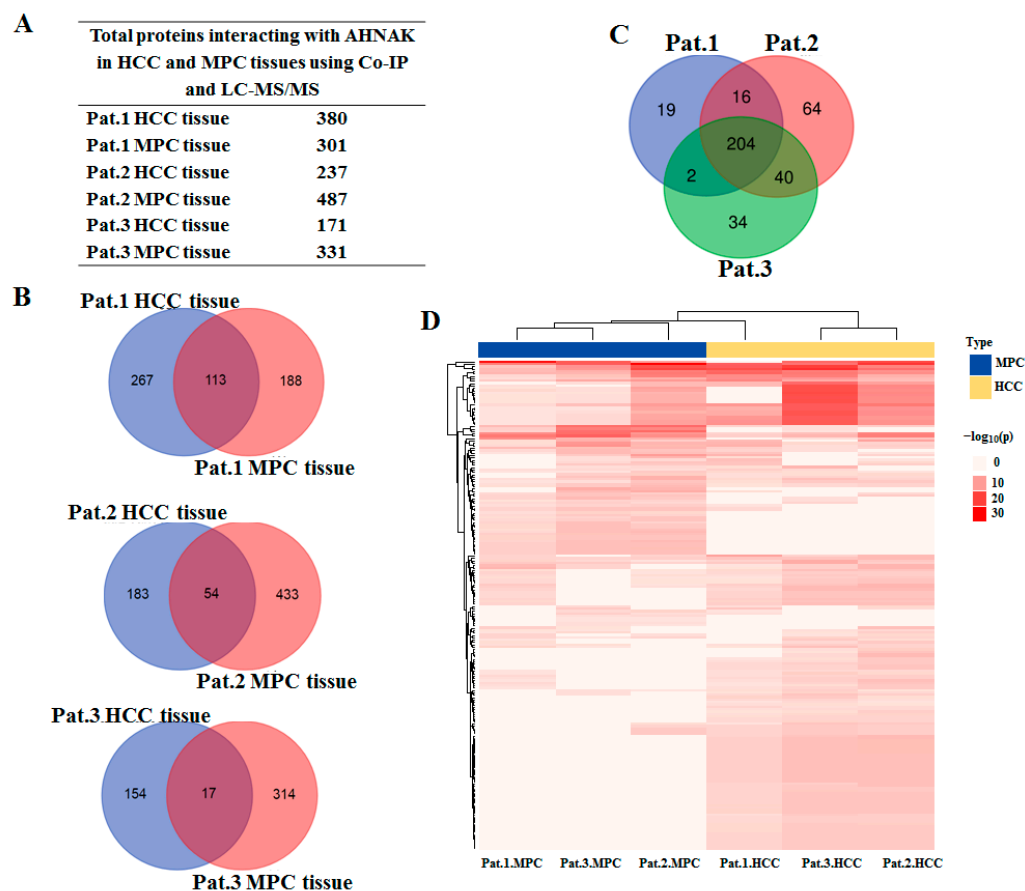 A
Total proteins interacting with AHNAK
in HCC and MPC tissues using Co-IP
and LC-MS/MS
Pat.1 HCC tissue 380
Pat.1 MPC tissue 301
Pat.2 HCC tissue 237
Pat.2 MPC tissue 487
Pat.3 HCC tissue 171
Pat.3 MPC tissue 331
B
Pat.1 HCC tissue
267 113 188
Pat.1 MPC tissue
Pat.2 HCC tissue
183 54 433
Pat.2 MPC tissue
Pat.3 HCC tissue
154 17 314
Pat.3 MPC tissue
C
Pat.1 Pat.2
19 16 64
204
2 40
34
Pat.3
D
Type
MPC
HCC
−log10(p)
0
10
20
30
Pat.1.MPC Pat.3.MPC Pat.2.MPC Pat.1.HCC Pat.3.HCC Pat.2.HCC